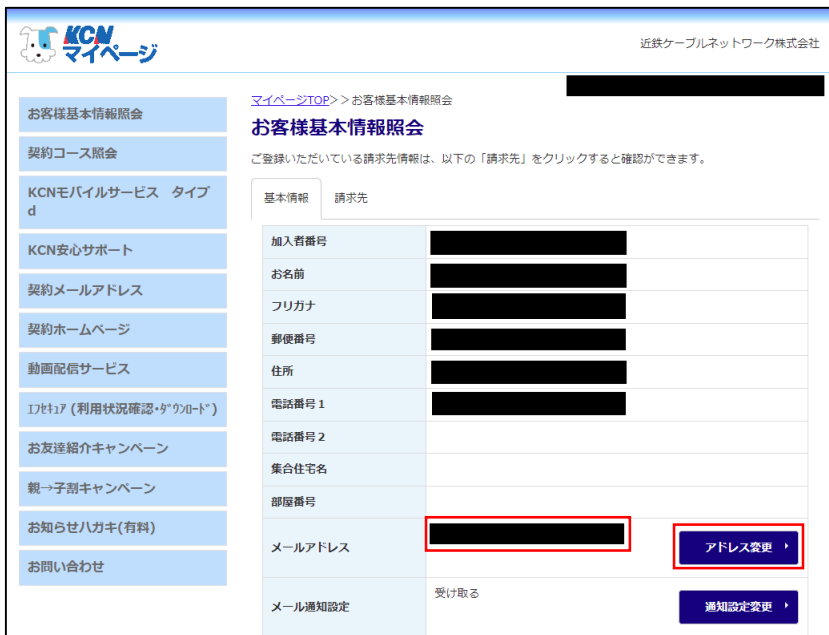 KCN
マイページ
近鉄ケーブルネットワーク株式会社
お客様基本情報照会
契約コース照会
KCNモバイルサービス　タイプ
d
KCN安心サポート
契約メールアドレス
契約ホームページ
動画配信サービス
ｴﾌｾｷｭｱ (利用状況確認･ﾀﾞｳﾝﾛｰﾄﾞ)
お友達紹介キャンペーン
親→子割キャンペーン
お知らせハガキ(有料)
お問い合わせ
マイページTOP>＞お客様基本情報照会
お客様基本情報照会
ご登録いただいている請求先情報は、以下の「請求先」をクリックすると確認ができます。
基本情報 請求先
加入者番号
お名前
フリガナ
郵便番号
住所
電話番号１
電話番号２
集合住宅名
部屋番号
メールアドレス アドレス変更
メール通知設定 受け取る 通知設定変更